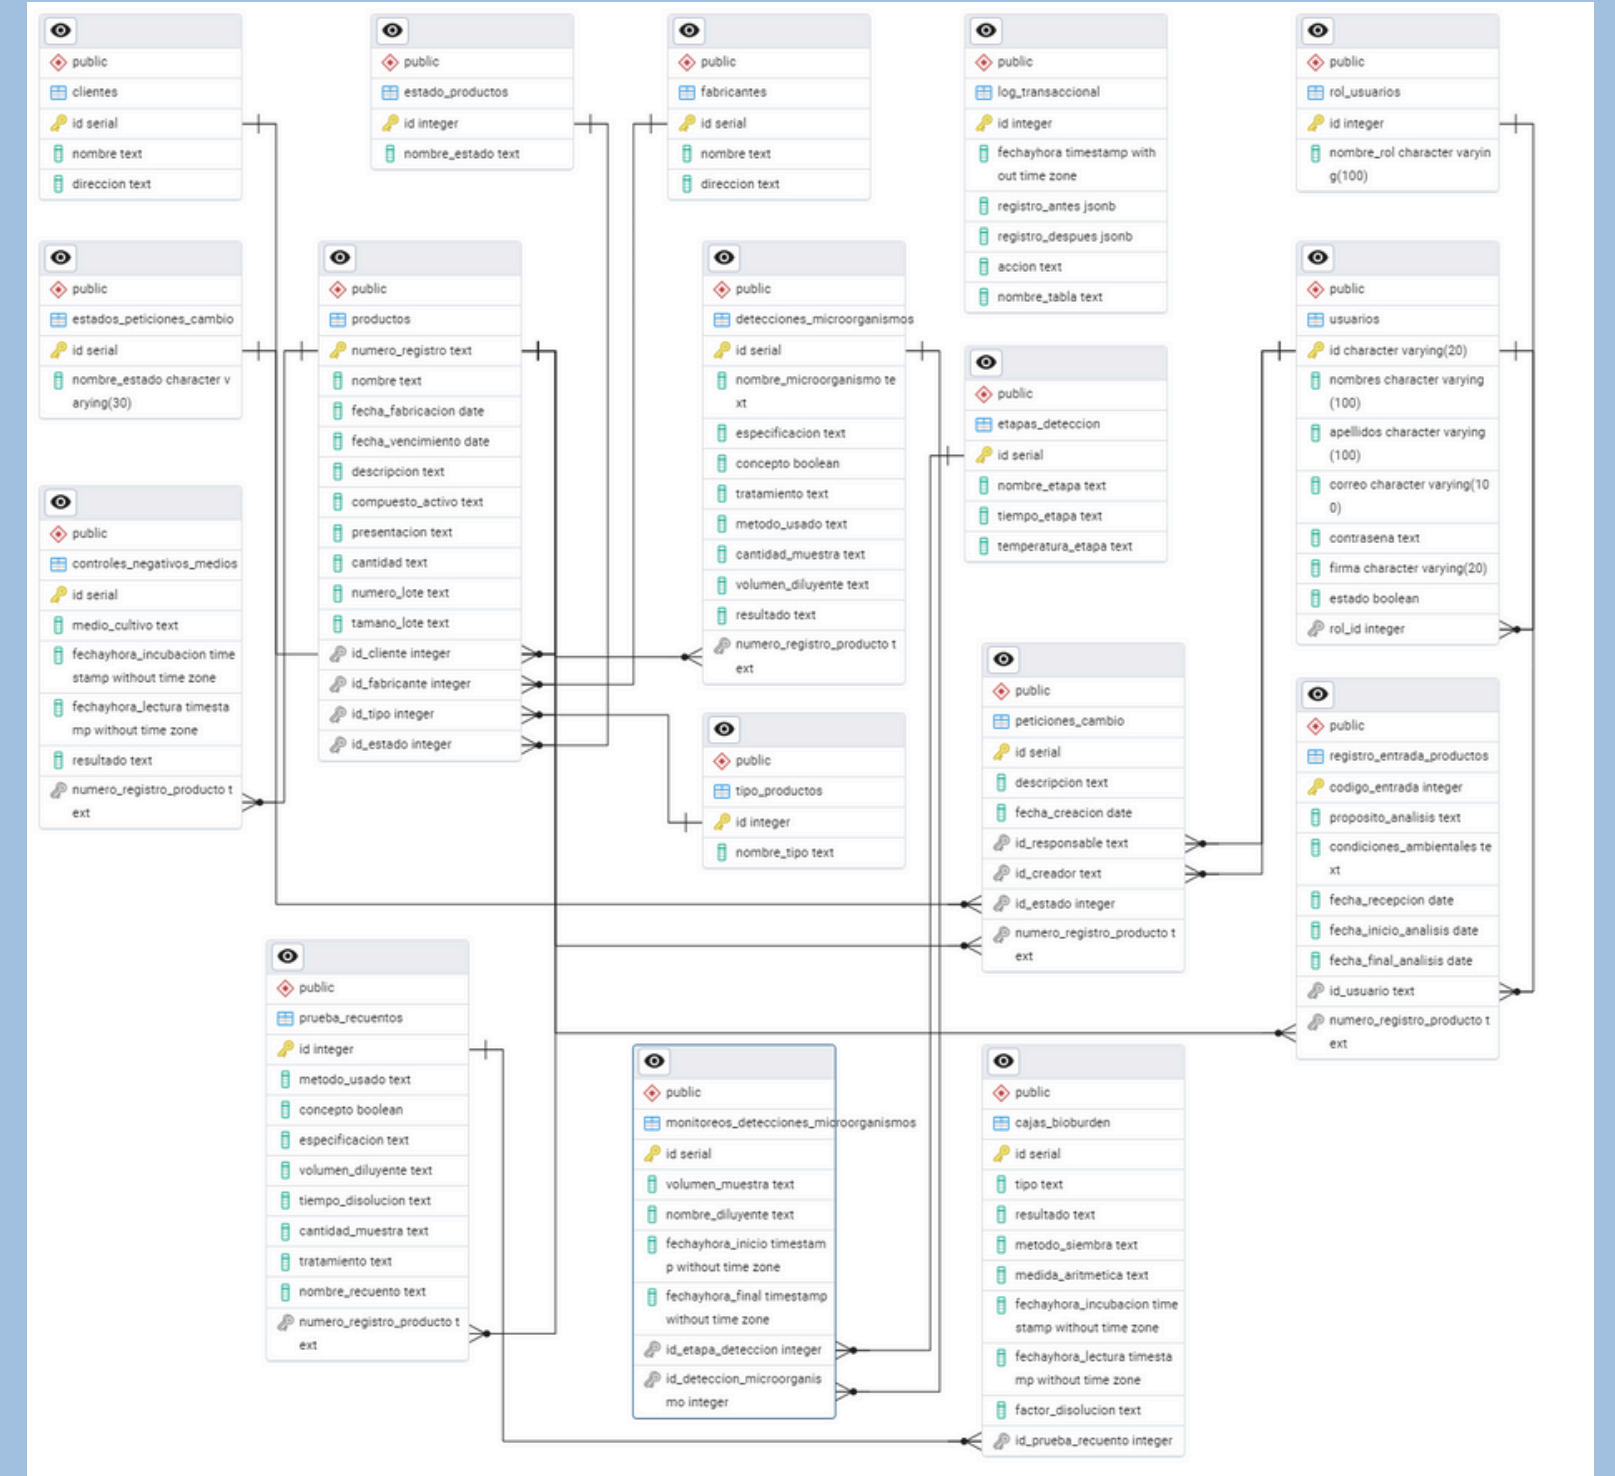 public
clientes
id serial
nombre text
direccion text
public
estado_productos
id integer
nombre_estado text
public
fabricantes
id serial
nombre text
direccion text
public
log_transaccional
id integer
fechayhora timestamp with
out time zone
registro_antes jsonb
registro_despues jsonb
accion text
nombre_tabla text
public
rol_usuarios
id integer
nombre_rol character varyin
g(100)
public
estados_peticiones_cambio
id serial
nombre_estado character v
arying(30)
public
productos
numero_registro text
nombre text
fecha_fabricacion date
fecha_vencimiento date
descripcion text
compuesto_activo text
presentacion text
cantidad text
numero_lote text
tamano_lote text
id_cliente integer
id_fabricante integer
id_tipo integer
id_estado integer
public
detecciones_microorganismos
id serial
nombre_microorganismo te
xt
especificacion text
concepto boolean
tratamiento text
metodo_usado text
cantidad_muestra text
volumen_diluyente text
resultado text
numero_registro_producto t
ext
public
etapas_deteccion
id serial
nombre_etapa text
tiempo_etapa text
temperatura_etapa text
public
usuarios
id character varying(20)
nombres character varying
(100)
apellidos character varying
(100)
correo character varying(10
0)
contrasena text
firma character varying(20)
estado boolean
rol_id integer
public
controles_negativos_medios
id serial
medio_cultivo text
fechayhora_incubacion time
stamp without time zone
fechayhora_lectura timesta
mp without time zone
resultado text
numero_registro_producto t
ext
public
tipo_productos
id integer
nombre_tipo text
public
peticiones_cambio
id serial
descripcion text
fecha_creacion date
id_responsable text
id_creador text
id_estado integer
numero_registro_producto t
ext
public
registro_entrada_productos
codigo_entrada integer
proposito_analisis text
condiciones_ambientales te
xt
fecha_recepcion date
fecha_inicio_analisis date
fecha_final_analisis date
id_usuario text
numero_registro_producto t
ext
public
prueba_recuentos
id integer
metodo_usado text
concepto boolean
especificacion text
volumen_diluyente text
tiempo_disolucion text
cantidad_muestra text
tratamiento text
nombre_recuento text
numero_registro_producto t
ext
public
monitoreos_detecciones_microorganismos
id serial
volumen_muestra text
nombre_diluyente text
fechayhora_inicio timestam
p without time zone
fechayhora_final timestamp
without time zone
id_etapa_deteccion integer
id_deteccion_microorganis
mo integer
public
cajas_bioburden
id serial
tipo text
resultado text
metodo_siembra text
medida_aritmetica text
fechayhora_incubacion time
stamp without time zone
fechayhora_lectura timesta
mp without time zone
factor_disolucion text
id_prueba_recuento integer